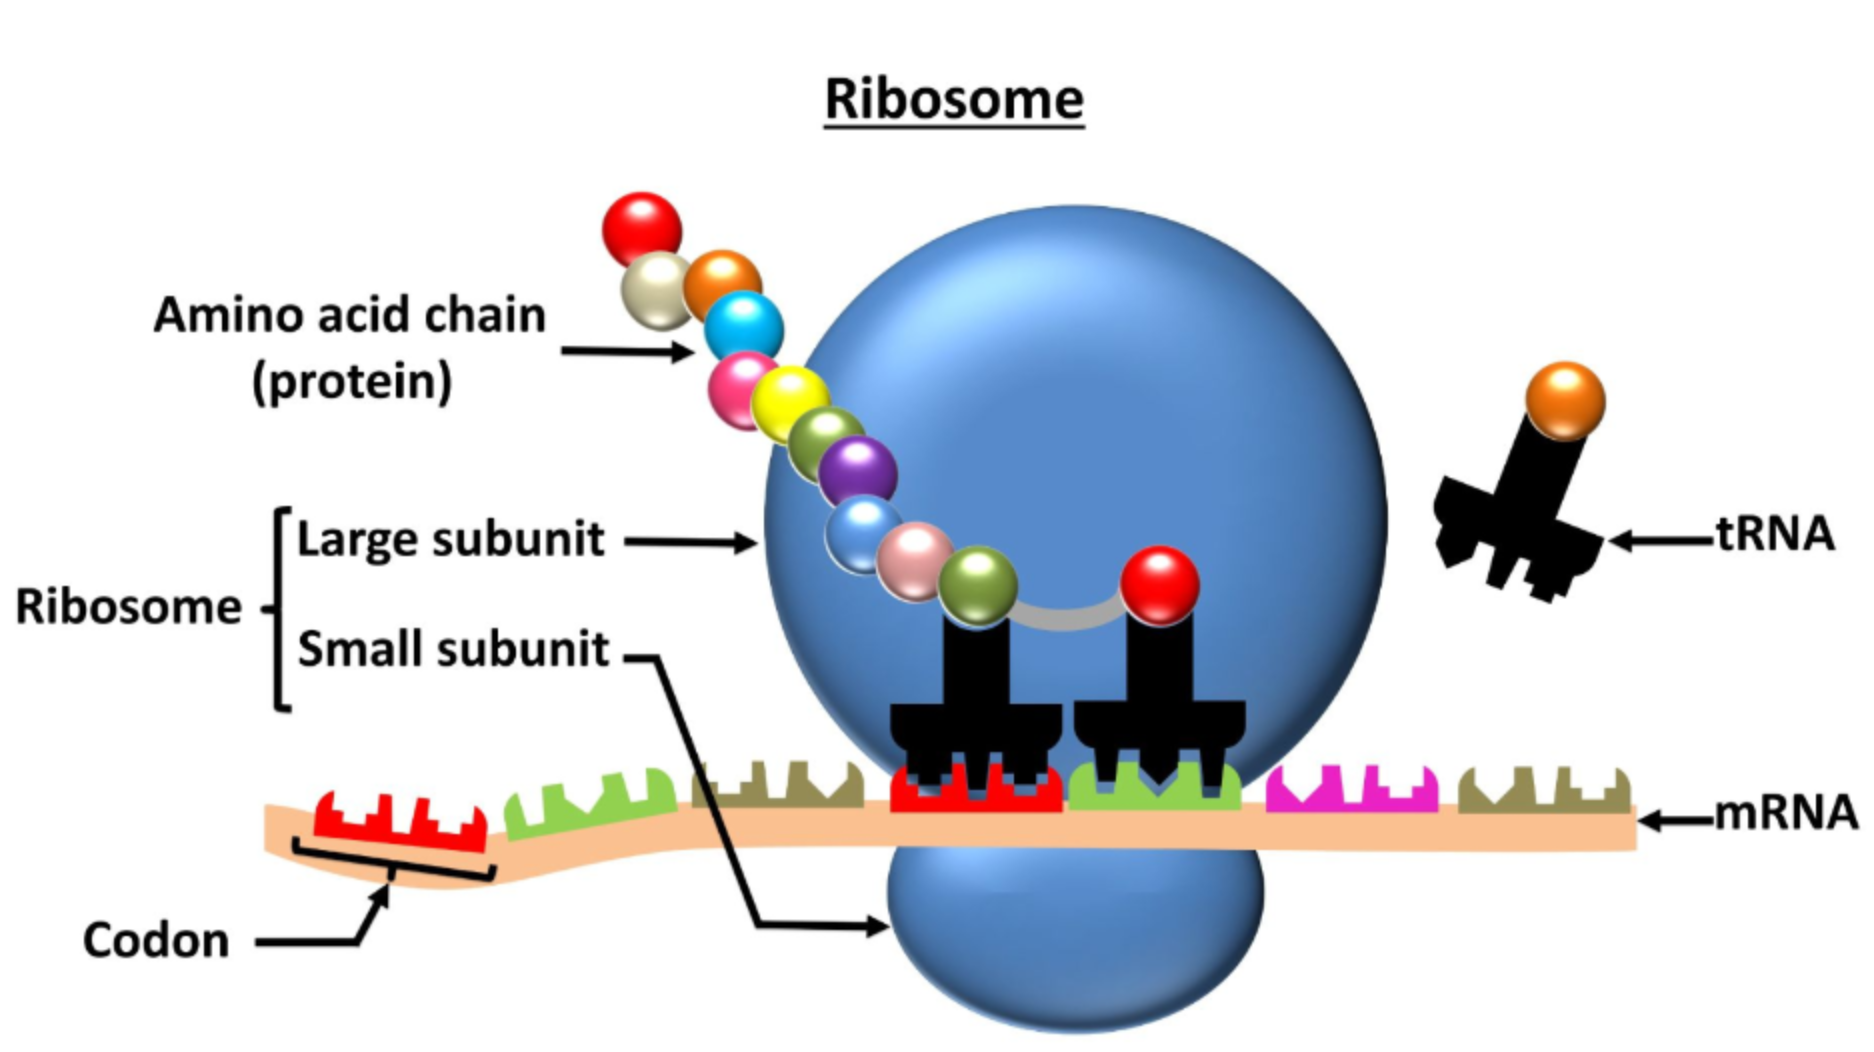 Ribosome
Amino acid chain
(protein)
Large subunit
Ribosome
Small subunit
tRNA
mRNA
Codon